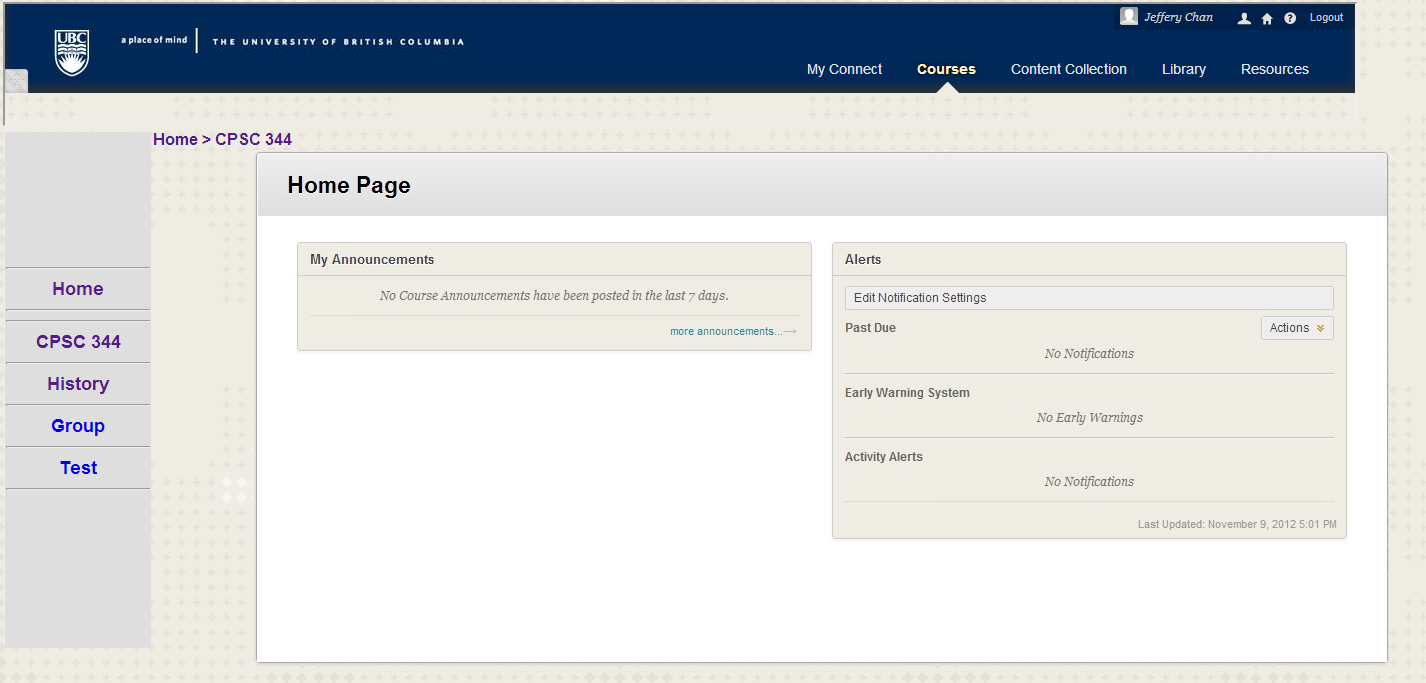 Jeffery Chan
Logout
UBC
a place of mind
THE UNIVERSITY OF BRITISH COLUMBIA
My Connect
Courses
Content Collection
Library
Resources
Home > CPSC 344
Home
CPSC 344
History
Group
Test
Home Page
My Announcements
No Course Announcements have been posted in the last 7 days.
more announcements...→
Alerts
Edit Notification Settings
Past Due
Actions
No Notifications
Early Warning System
No Early Warnings
Activity Alerts
No Notifications
Last Updated: November 9, 2012 5:01 PM